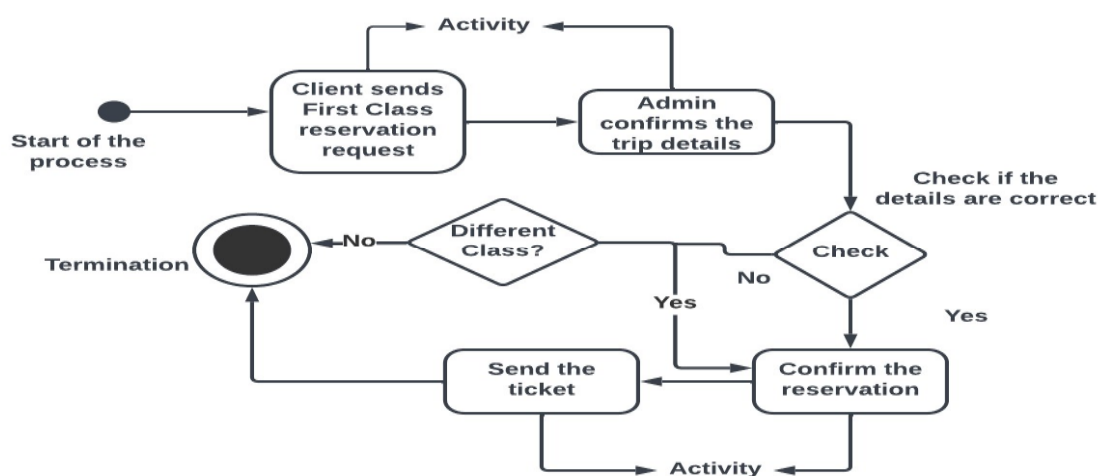 Activity
Client sends
First Class
reservation
request
Admin
confirms the
trip details
Start of the
process
Check if the
details are correct
Different
Class?
No
Check
Termination
No
Yes
Yes
Send the
ticket
Confirm the
reservation
Activity